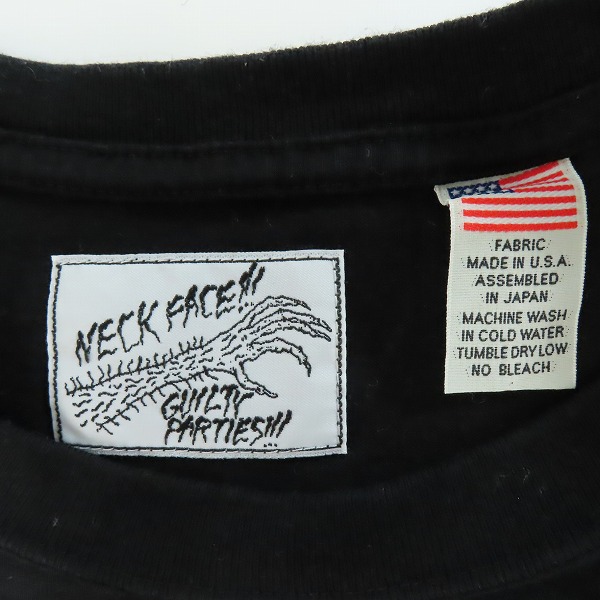 NECK FACE!!!
GUILTY
PARTIES!!!
FABRIC
MADE IN U.S.A.
ASSEMBLED
IN JAPAN
MACHINE WASH
IN COLD WATER
TUMBLE DRY LOW
NO BLEACH